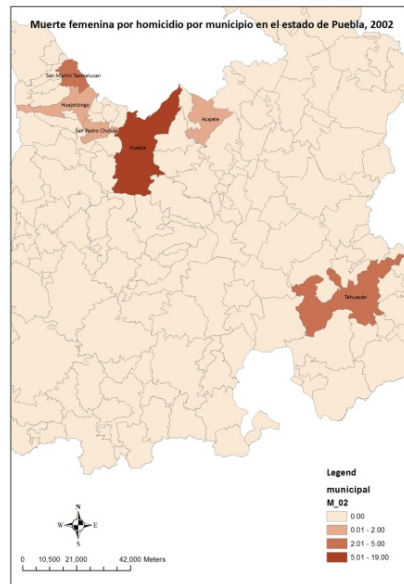 Muerte femenina por homicidio por municipio en el estado de Puebla, 2002
San Martín Texmelucan
Huejotzingo
San Pedro Cholula
Acajete
Puebla
Tehuacán
Legend
municipal
M_02
0.00
0.01 - 2.00
2.01 - 5.00
5.01 - 19.00
N
W E
S
0 10,500 21,000 42,000 Meters